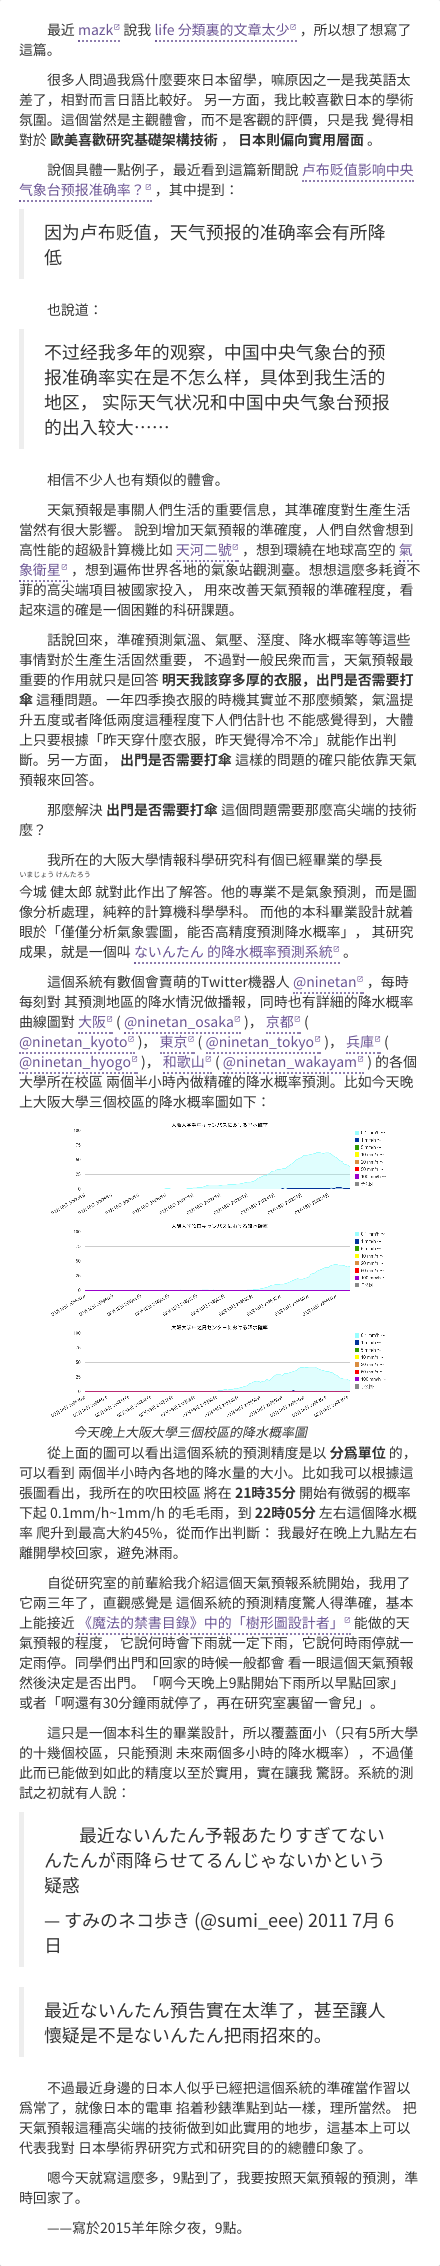 最近 mazk 說我 life 分類裏的文章太少 ，所以想了想寫了
這篇。
很多人問過我爲什麼要來日本留學，嘛原因之一是我英語太
差了，相對而言日語比較好。 另一方面，我比較喜歡日本的學術
氛圍。這個當然是主觀體會，而不是客觀的評價，只是我 覺得相
對於 歐美喜歡研究基礎架構技術 ， 日本則偏向實用層面 。
說個具體一點例子，最近看到這篇新聞說 卢布贬值影响中央
气象台预报准确率？ ，其中提到：
因为卢布贬值，天气预报的准确率会有所降
低
也說道：
不过经我多年的观察，中国中央气象台的预
报准确率实在是不怎么样，具体到我生活的
地区， 实际天气状况和中国中央气象台预报
的出入较大……
相信不少人也有類似的體會。
天氣預報是事關人們生活的重要信息，其準確度對生產生活
當然有很大影響。 說到增加天氣預報的準確度，人們自然會想到
高性能的超級計算機比如 天河二號 ，想到環繞在地球高空的 氣
象衛星 ，想到遍佈世界各地的氣象站觀測臺。想想這麼多耗資不
菲的高尖端項目被國家投入， 用來改善天氣預報的準確程度，看
起來這的確是一個困難的科研課題。
話說回來，準確預測氣溫、氣壓、溼度、降水概率等等這些
事情對於生產生活固然重要， 不過對一般民衆而言，天氣預報最
重要的作用就只是回答 明天我該穿多厚的衣服，出門是否需要打
傘 這種問題。一年四季換衣服的時機其實並不那麼頻繁，氣溫提
升五度或者降低兩度這種程度下人們估計也 不能感覺得到，大體
上只要根據「昨天穿什麼衣服，昨天覺得冷不冷」就能作出判
斷。另一方面， 出門是否需要打傘 這樣的問題的確只能依靠天氣
預報來回答。
那麼解決 出門是否需要打傘 這個問題需要那麼高尖端的技術
麼？
我所在的大阪大學情報科學研究科有個已經畢業的學長
いまじょう けんたろう
今城 健太郎 就對此作出了解答。他的專業不是氣象預測，而是圖
像分析處理，純粹的計算機科學學科。 而他的本科畢業設計就着
眼於「僅僅分析氣象雲圖，能否高精度預測降水概率」， 其研究
成果，就是一個叫 ないんたん 的降水概率預測系統 。
這個系統有數個會賣萌的Twitter機器人 @ninetan ，每時
每刻對 其預測地區的降水情況做播報，同時也有詳細的降水概率
曲線圖對 大阪 ( @ninetan_osaka )， 京都 (
@ninetan_kyoto )， 東京 ( @ninetan_tokyo )， 兵庫 (
@ninetan_hyogo )， 和歌山 ( @ninetan_wakayam ) 的各個
大學所在校區 兩個半小時內做精確的降水概率預測。比如今天晚
上大阪大學三個校區的降水概率圖如下：
今天晚上大阪大學三個校區的降水概率圖
從上面的圖可以看出這個系統的預測精度是以 分爲單位 的，
可以看到 兩個半小時內各地的降水量的大小。比如我可以根據這
張圖看出，我所在的吹田校區 將在 21時35分 開始有微弱的概率
下起 0.1mm/h~1mm/h 的毛毛雨，到 22時05分 左右這個降水概
率 爬升到最高大約45%，從而作出判斷： 我最好在晚上九點左右
離開學校回家，避免淋雨。
自從研究室的前輩給我介紹這個天氣預報系統開始，我用了
它兩三年了，直觀感覺是 這個系統的預測精度驚人得準確，基本
上能接近 《魔法的禁書目錄》中的「樹形圖設計者」 能做的天
氣預報的程度， 它說何時會下雨就一定下雨，它說何時雨停就一
定雨停。同學們出門和回家的時候一般都會 看一眼這個天氣預報
然後決定是否出門。「啊今天晚上9點開始下雨所以早點回家」
或者「啊還有30分鐘雨就停了，再在研究室裏留一會兒」。
這只是一個本科生的畢業設計，所以覆蓋面小（只有5所大學
的十幾個校區，只能預測 未來兩個多小時的降水概率），不過僅
此而已能做到如此的精度以至於實用，實在讓我 驚訝。系統的測
試之初就有人說：
最近ないんたん予報あたりすぎてない
んたんが雨降らせてるんじゃないかという
疑惑
— すみのネコ歩き (@sumi_eee) 2011 7月 6
日
最近ないんたん預告實在太準了，甚至讓人
懷疑是不是ないんたん把雨招來的。
不過最近身邊的日本人似乎已經把這個系統的準確當作習以
爲常了，就像日本的電車 掐着秒錶準點到站一樣，理所當然。 把
天氣預報這種高尖端的技術做到如此實用的地步，這基本上可以
代表我對 日本學術界研究方式和研究目的的總體印象了。
嗯今天就寫這麼多，9點到了，我要按照天氣預報的預測，準
時回家了。
——寫於2015羊年除夕夜，9點。